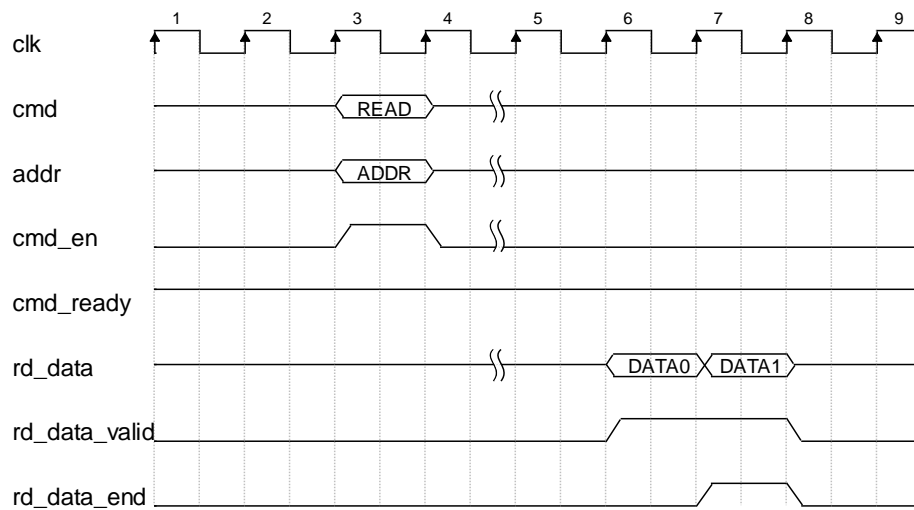 1 2 3 4 5 6 7 8 9
clk
cmd READ
addr ADDR
cmd_en
cmd_ready
rd_data DATA0 DATA1
rd_data_valid
rd_data_end